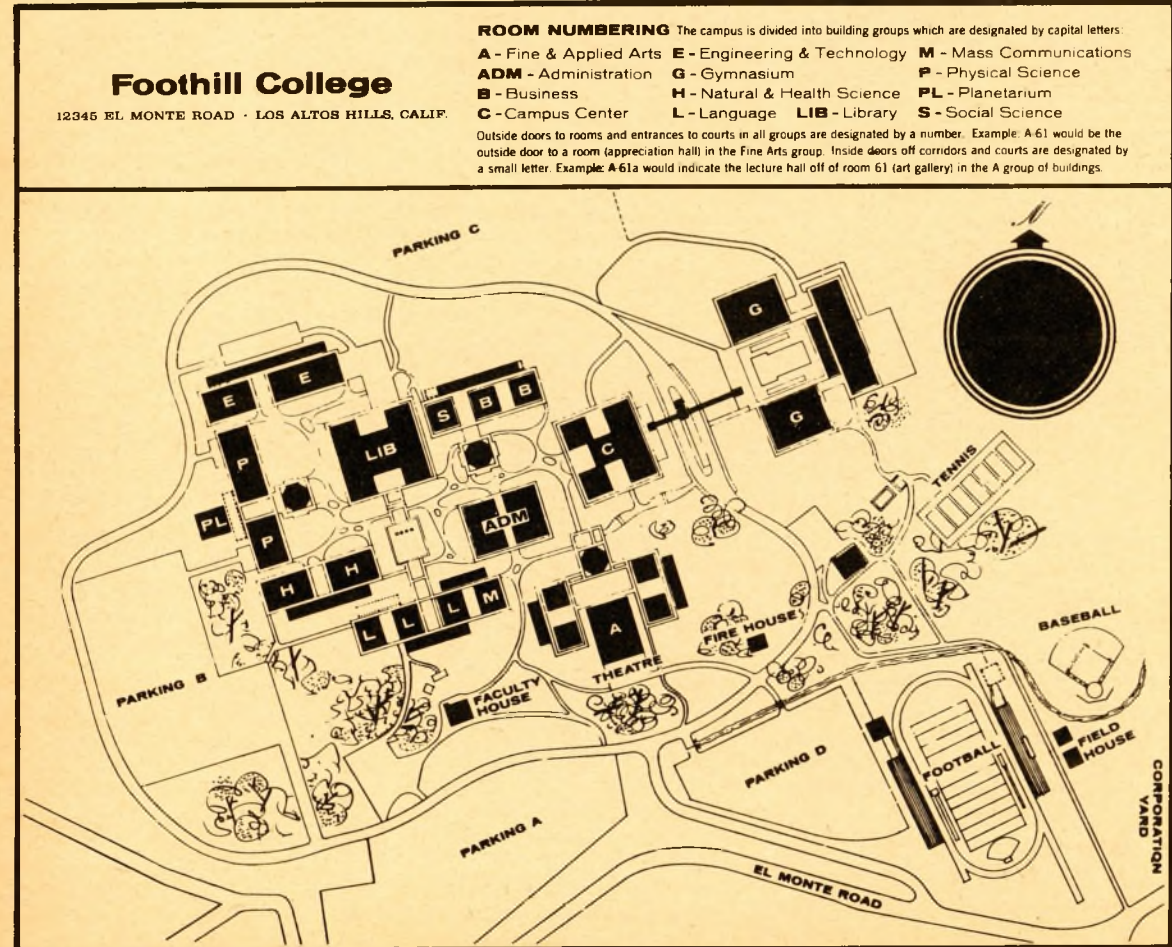 Foothill College
12345 EL MONTE ROAD · LOS ALTOS HILLS, CALIF.
ROOM NUMBERING The campus is divided into building groups which are designated by capital letters:
A - Fine & Applied Arts E - Engineering & Technology M - Mass Communications
ADM - Administration G - Gymnasium P - Physical Science
B - Business H - Natural & Health Science PL - Planetarium
C - Campus Center L - Language LIB - Library S - Social Science
Outside doors to rooms and entrances to courts in all groups are designated by a number. Example: A-61 would be the
outside door to a room (appreciation hall) in the Fine Arts group. Inside doors off corridors and courts are designated by
a small letter. Example: A-61a would indicate the lecture hall off of room 61 (art gallery) in the A group of buildings.
N
PARKING C
G
E
E
B
B
S
G
C
LIB
P
TENNIS
PL
ADM
P
H
H
M
L
L
L
A
FIRE HOUSE
BASEBALL
THEATRE
PARKING B
FACULTY
HOUSE
FIELD
HOUSE
FOOTBALL
PARKING D
CORPORATION
YARD
PARKING A
EL MONTE ROAD